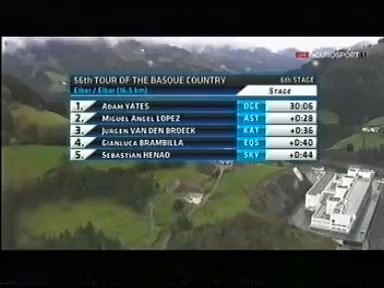 EUROSPORT
56TH TOUR OF THE BASQUE COUNTRY 6TH STAGE
Eibar / Eibar (16.5 km) STAGE
1. ADAM YATES OGE 30:06
2. MIGUEL ANGEL LOPEZ AST +0:28
3. JURGEN VAN DEN BROECK KAT +0:36
4. GIANLUCA BRAMBILLA EQS +0:40
5. SEBASTIAN HENAO SKY +0:44